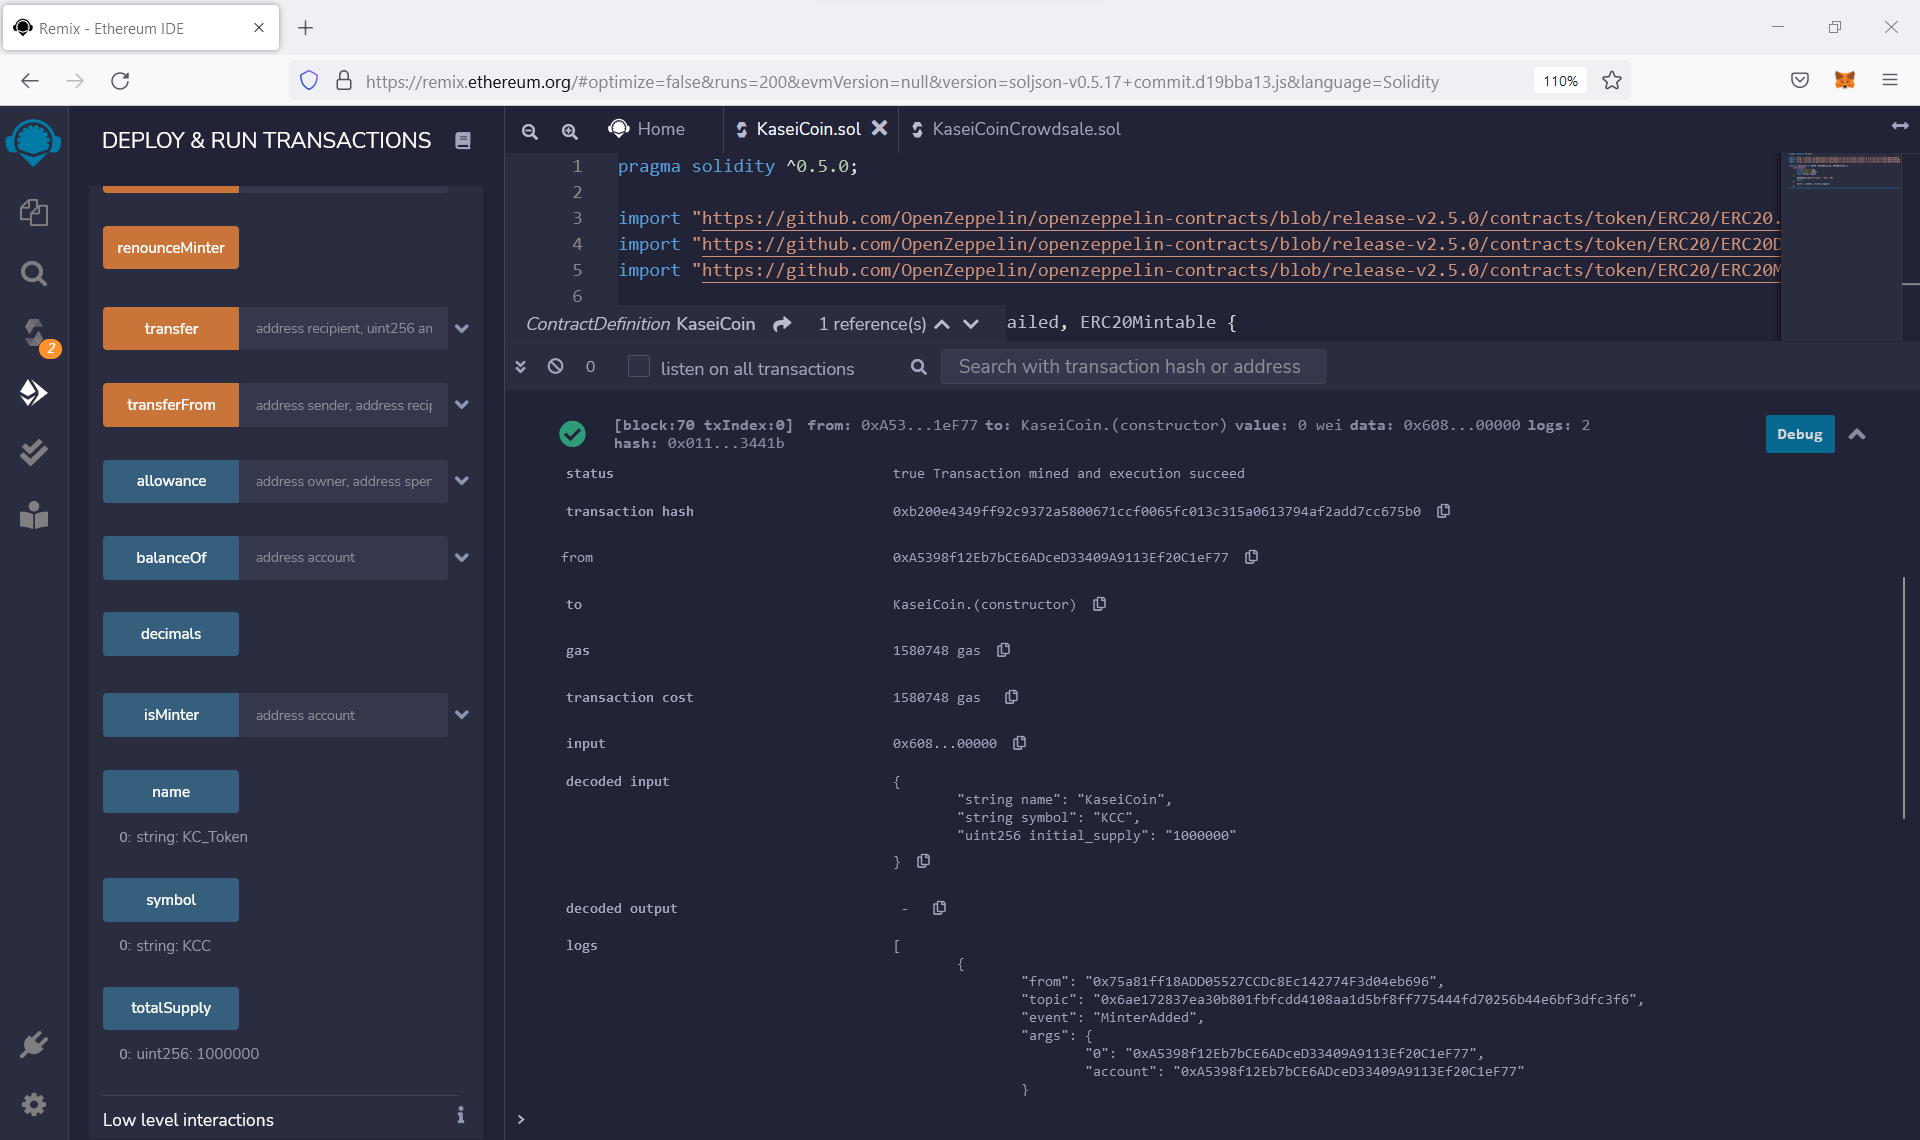 Remix - Ethereum IDE
https://remix.ethereum.org/#optimize=false&runs=200&evmVersion=null&version=soljson-v0.5.17+commit.d19bba13.js&language=Solidity
110%
DEPLOY & RUN TRANSACTIONS
2
renounceMinter
transfer address recipient, uint256 am
transferFrom address sender, address recip
allowance address owner, address spen
balanceOf address account
decimals
isMinter address account
name
0: string: KC_Token
symbol
0: string: KCC
totalSupply
0: uint256: 1000000
Low level interactions
Home
KaseiCoin.sol
KaseiCoinCrowdsale.sol
1 pragma solidity ^0.5.0;
2
3 import "https://github.com/OpenZeppelin/openzeppelin-contracts/blob/release-v2.5.0/contracts/token/ERC20/ERC20.
4 import "https://github.com/OpenZeppelin/openzeppelin-contracts/blob/release-v2.5.0/contracts/token/ERC20/ERC20D
5 import "https://github.com/OpenZeppelin/openzeppelin-contracts/blob/release-v2.5.0/contracts/token/ERC20/ERC20M
6
ContractDefinition KaseiCoin 1 reference(s) ailed, ERC20Mintable {
0 listen on all transactions Search with transaction hash or address
[block:70 txIndex:0] from: 0xA53...1eF77 to: KaseiCoin.(constructor) value: 0 wei data: 0x608...00000 logs: 2
hash: 0x011...3441b
Debug
status true Transaction mined and execution succeed
transaction hash 0xb200e4349ff92c9372a5800671ccf0065fc013c315a0613794af2add7cc675b0
from 0xA5398f12Eb7bCE6ADceD33409A9113Ef20C1eF77
to KaseiCoin.(constructor)
gas 1580748 gas
transaction cost 1580748 gas
input 0x608...00000
decoded input {
"string name": "KaseiCoin",
"string symbol": "KCC",
"uint256 initial_supply": "1000000"
}
decoded output -
logs [
{
"from": "0x75a81ff18ADD05527CCDc8Ec142774F3d04eb696",
"topic": "0x6ae172837ea30b801fbfcdd4108aa1d5bf8ff775444fd70256b44e6bf3dfc3f6",
"event": "MinterAdded",
"args": {
"0": "0xA5398f12Eb7bCE6ADceD33409A9113Ef20C1eF77",
"account": "0xA5398f12Eb7bCE6ADceD33409A9113Ef20C1eF77"
}
>